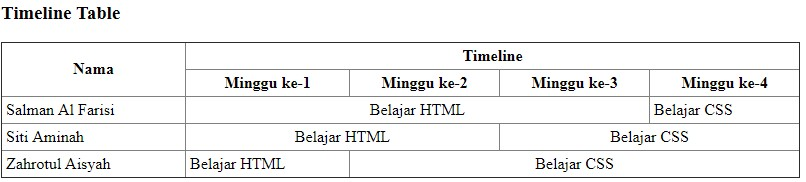 Timeline Table
Nama Timeline
Minggu ke-1 Minggu ke-2 Minggu ke-3 Minggu ke-4
Salman Al Farisi Belajar HTML Belajar CSS
Siti Aminah Belajar HTML Belajar CSS
Zahrotul Aisyah Belajar HTML Belajar CSS